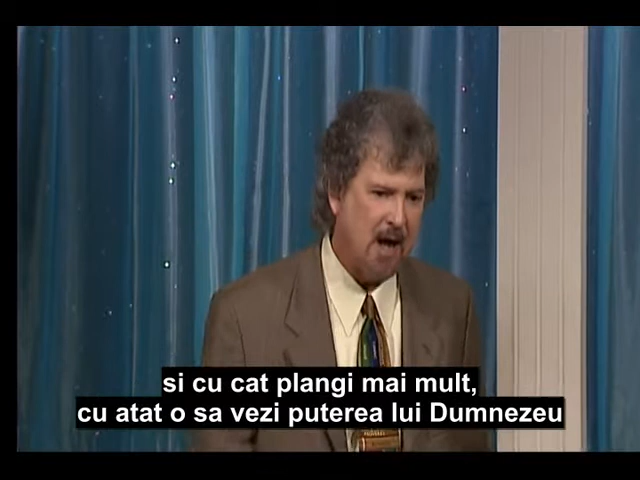 si cu cat plangi mai mult,
cu atat o sa vezi puterea lui Dumnezeu